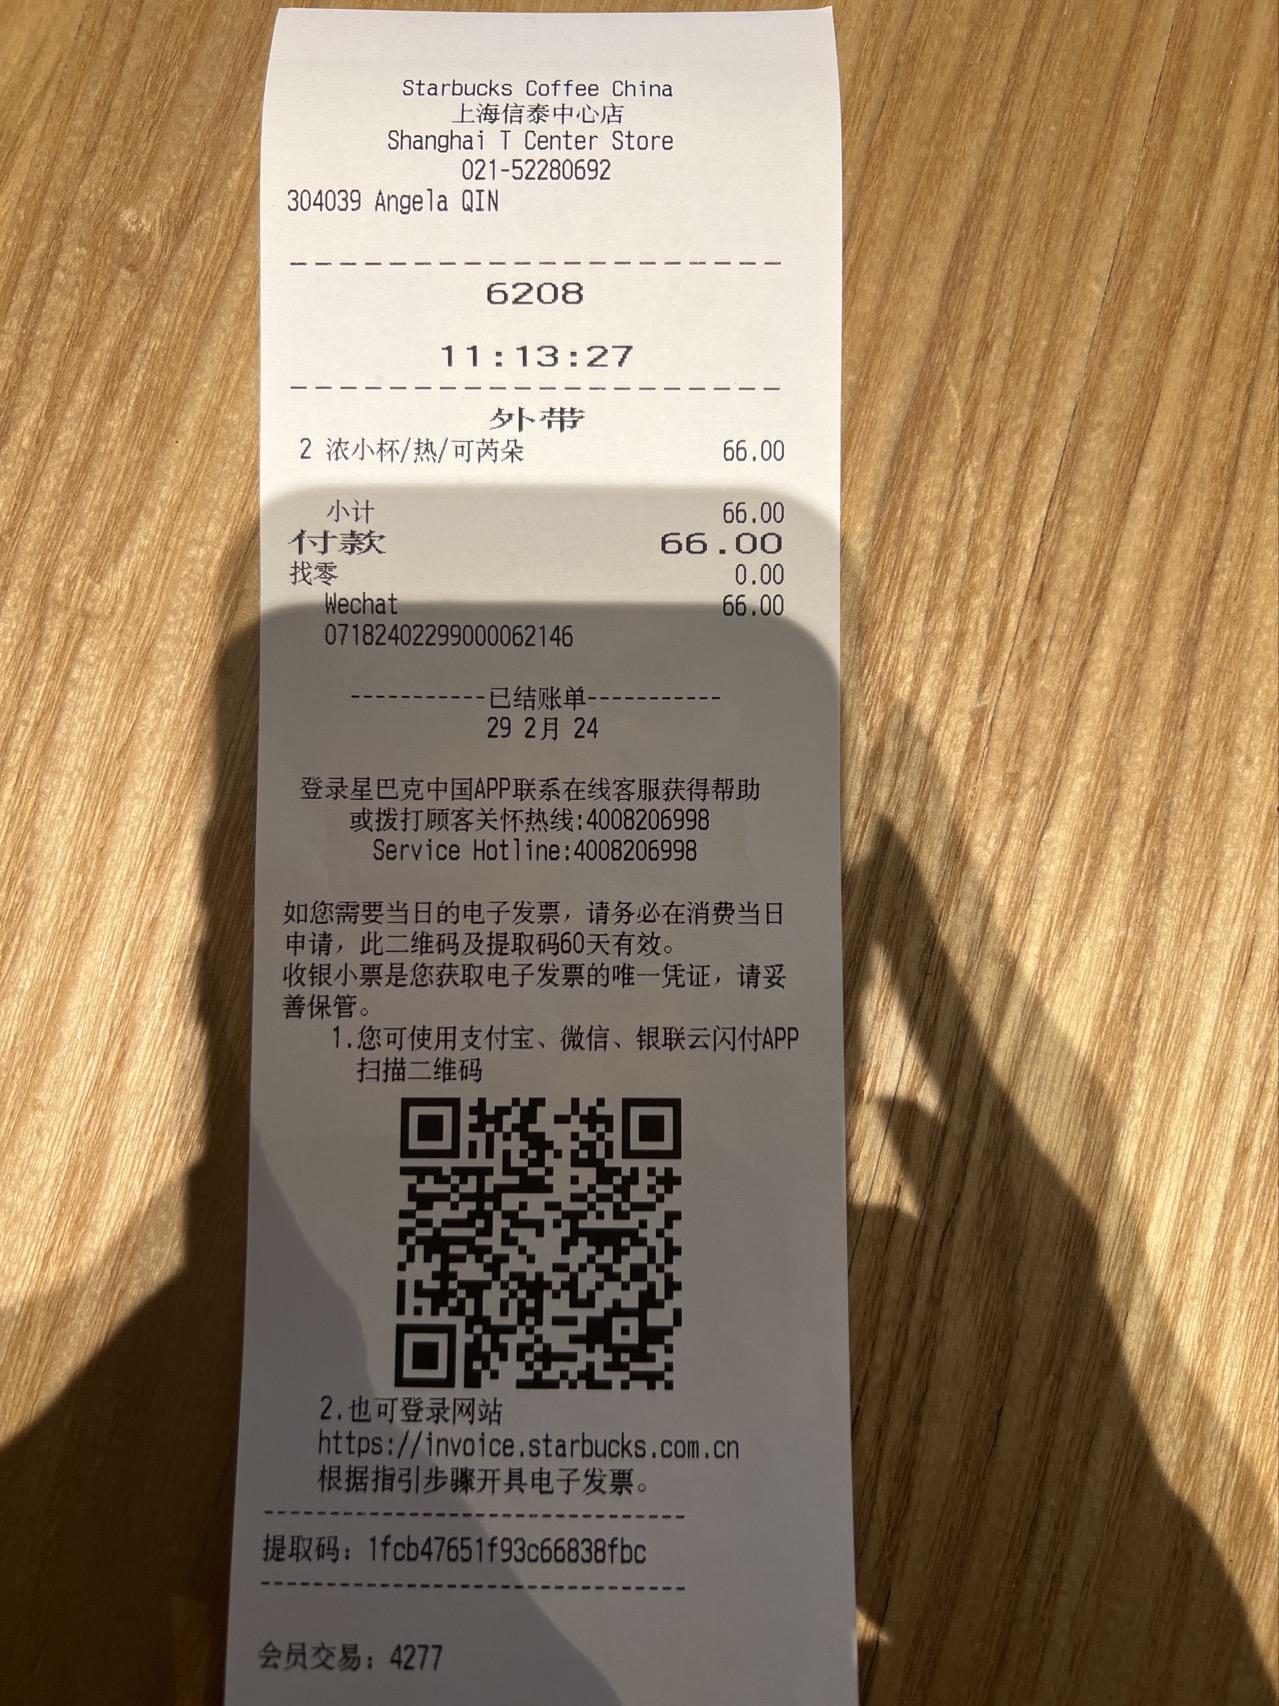 Starbucks Coffee China
上海信泰中心店
Shanghai T Center Store
021-52280692
304039 Angela QIN
6208
11:13:27
外带
2 浓小杯/热/可芮朵 66.00
小计 66.00
付款 66.00
找零 0.00
Wechat 66.00
07182402299000062146
-----------已结账单-----------
29 2月 24
登录星巴克中国APP联系在线客服获得帮助
或拨打顾客关怀热线:4008206998
Service Hotline:4008206998
如您需要当日的电子发票，请务必在消费当日
申请，此二维码及提取码60天有效。
收银小票是您获取电子发票的唯一凭证，请妥
善保管。
1.您可使用支付宝、微信、银联云闪付APP
扫描二维码
2.也可登录网站
https://invoice.starbucks.com.cn
根据指引步骤开具电子发票。
提取码：1fcb47651f93c66838fbc
会员交易：4277